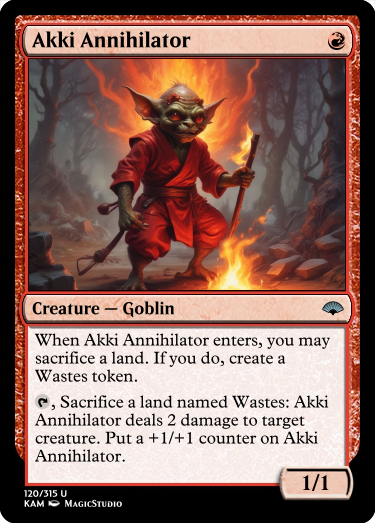 Akki Annihilator
Creature — Goblin
When Akki Annihilator enters, you may
sacrifice a land. If you do, create a
Wastes token.
, Sacrifice a land named Wastes: Akki
Annihilator deals 2 damage to target
creature. Put a +1/+1 counter on Akki
Annihilator.
1/1
120/315 U
KAM MagicStudio